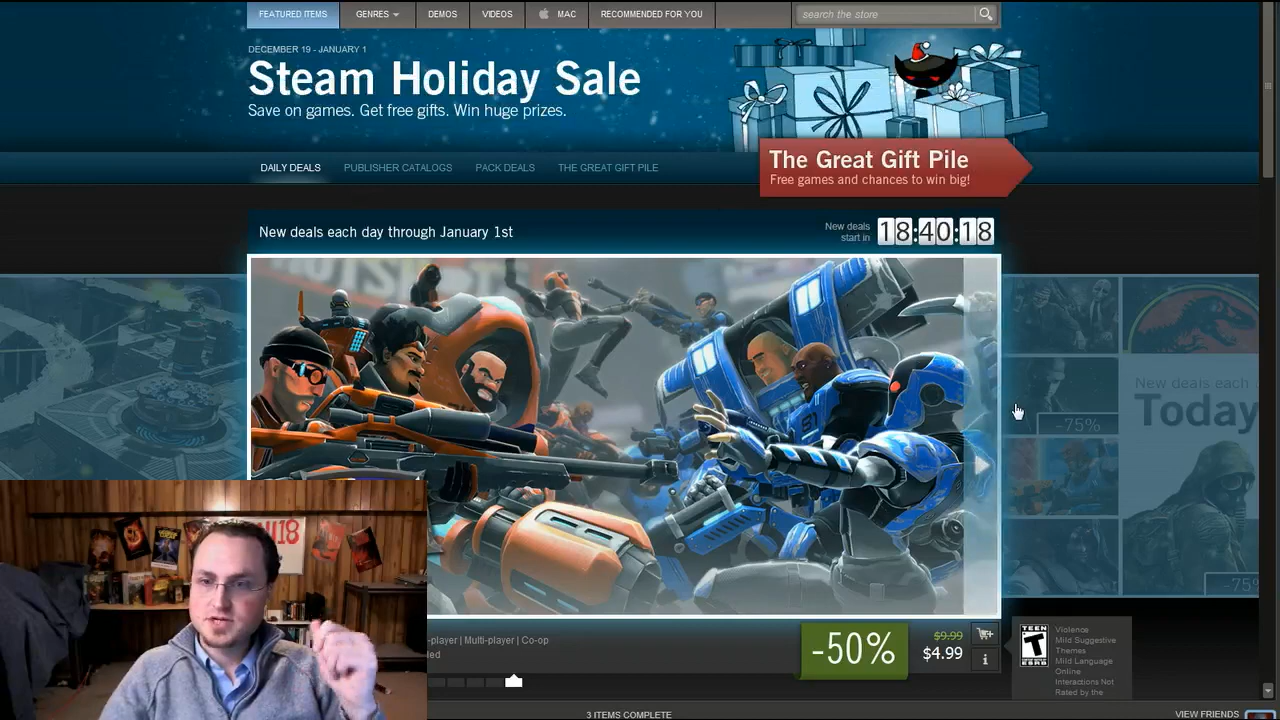 FEATURED ITEMS
GENRES
DEMOS
VIDEOS
MAC
RECOMMENDED FOR YOU
search the store
DECEMBER 19 - JANUARY 1
Steam Holiday Sale
Save on games. Get free gifts. Win huge prizes.
The Great Gift Pile
Free games and chances to win big!
DAILY DEALS
PUBLISHER CATALOGS
PACK DEALS
THE GREAT GIFT PILE
New deals each day through January 1st
New deals
start in
18:40:18
New deals each
Today
-75%
-75%
-player | Multi-player | Co-op
led
-50%
$9.99
$4.99
TEEN
T
ESRB
Violence
Mild Suggestive
Themes
Mild Language
Online
Interactions Not
Rated by the
3 ITEMS COMPLETE
VIEW FRIENDS